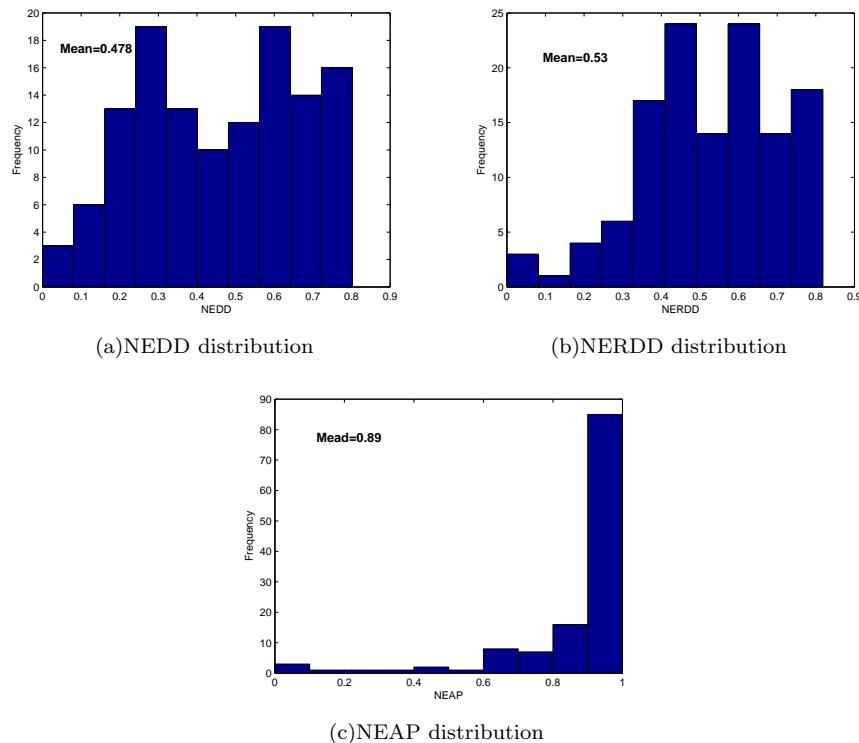 20
18
16
14
12
10
8
6
4
2
0
Frequency
Mean=0.478
0 0.1 0.2 0.3 0.4 0.5 0.6 0.7 0.8 0.9
NEDD
(a)NEDD distribution
25
20
15
10
5
0
Frequency
Mean=0.53
0 0.1 0.2 0.3 0.4 0.5 0.6 0.7 0.8 0.9
NERDD
(b)NERDD distribution
90
80
70
60
50
40
30
20
10
0
Frequency
Mead=0.89
0 0.2 0.4 0.6 0.8 1
NEAP
(c)NEAP distribution